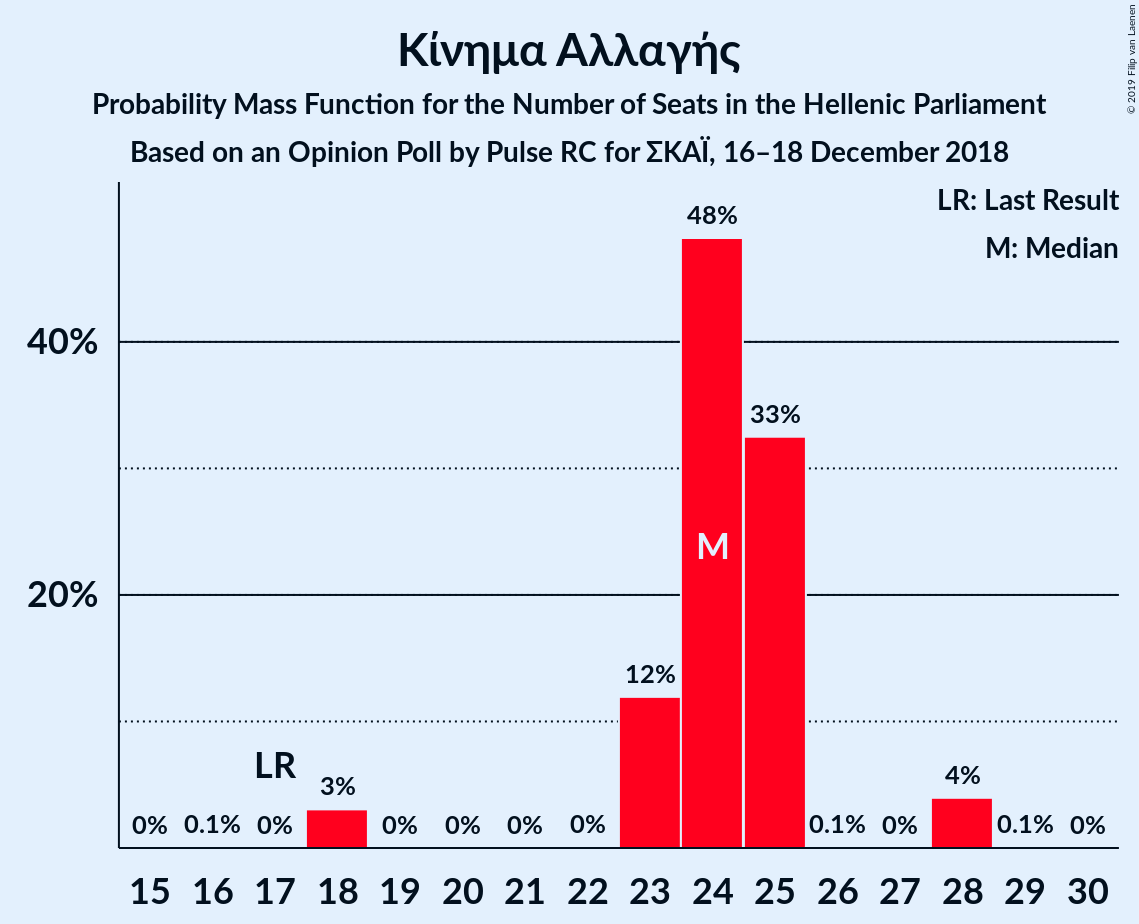 Κίνημα Αλλαγής
Probability Mass Function for the Number of Seats in the Hellenic Parliament
Based on an Opinion Poll by Pulse RC for ΣΚΑΪ, 16–18 December 2018
© 2019 Filip van Laenen
LR: Last Result
M: Median
48%
40%
33%
M
20%
12%
LR
3%
4%
0% 0.1% 0% 0% 0% 0% 0% 0.1% 0% 0.1% 0%
15 16 17 18 19 20 21 22 23 24 25 26 27 28 29 30